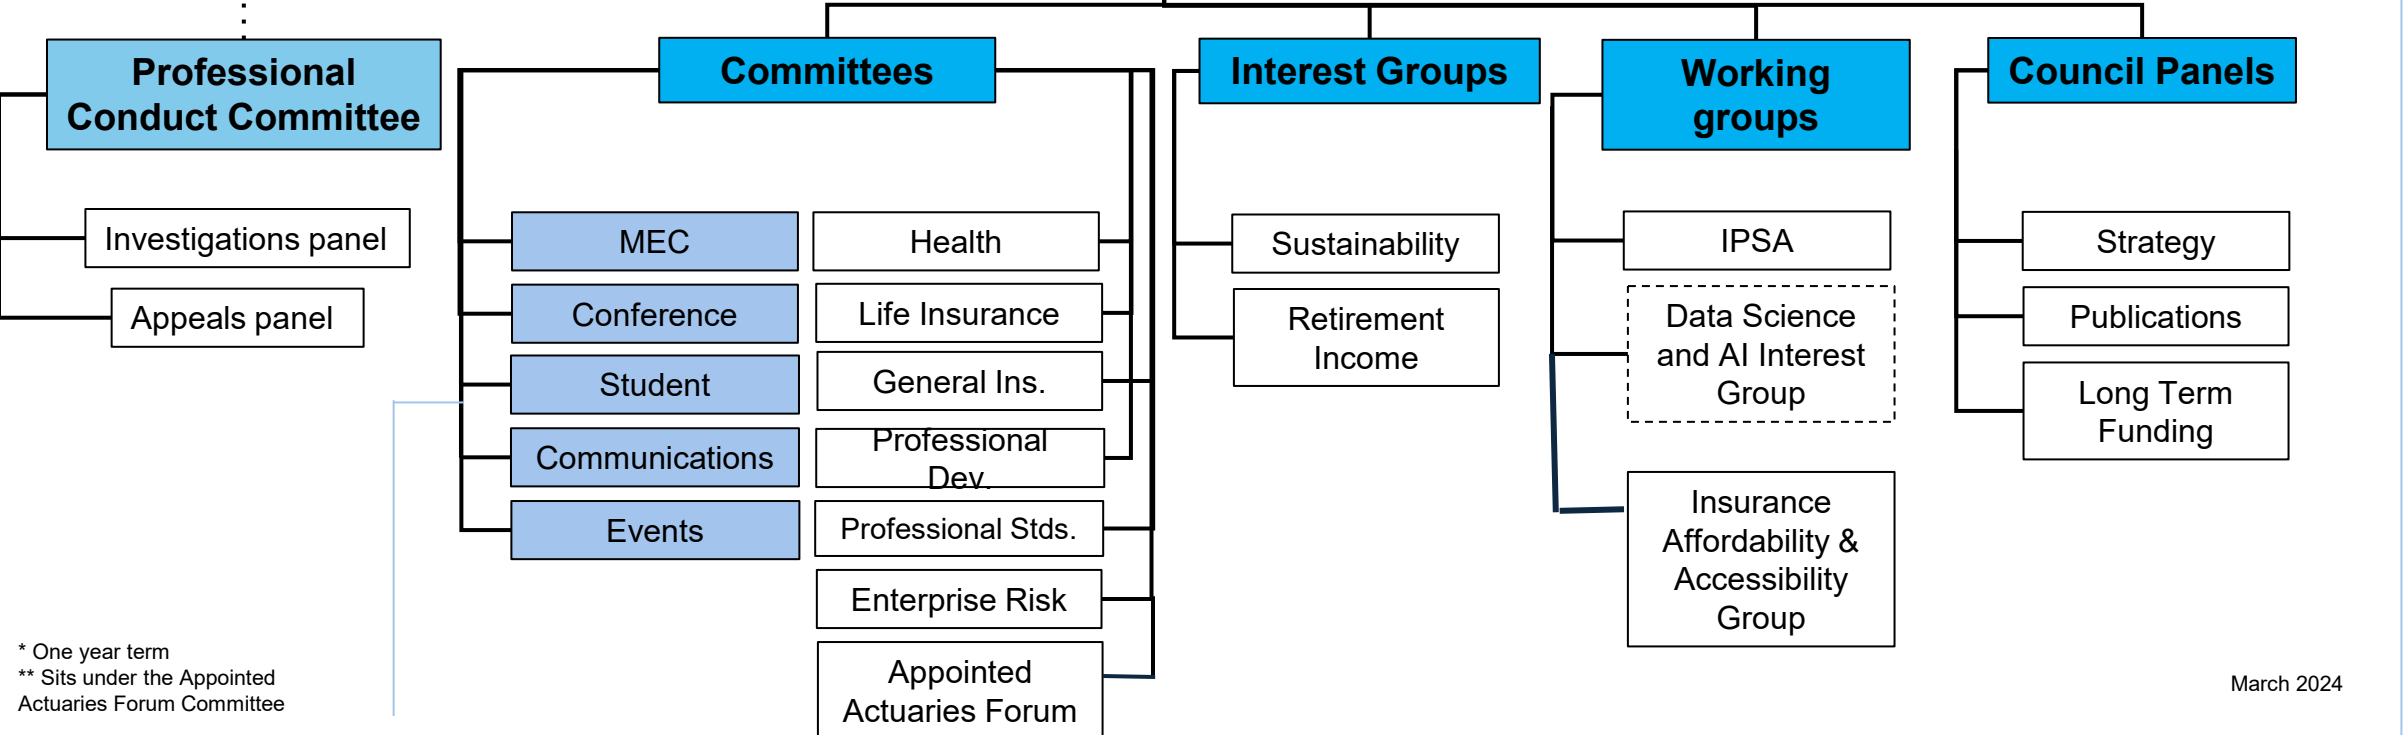 Professional
Conduct Committee
Investigations panel
Appeals panel
Committees
MEC
Conference
Student
Communications
Events
Health
Life Insurance
General Ins.
Professional
Dev.
Professional Stds.
Enterprise Risk
Appointed
Actuaries Forum
Interest Groups
Sustainability
Retirement
Income
Working
groups
IPSA
Data Science
and AI Interest
Group
Insurance
Affordability &
Accessibility
Group
Council Panels
Strategy
Publications
Long Term
Funding
* One year term
** Sits under the Appointed
Actuaries Forum Committee
March 2024